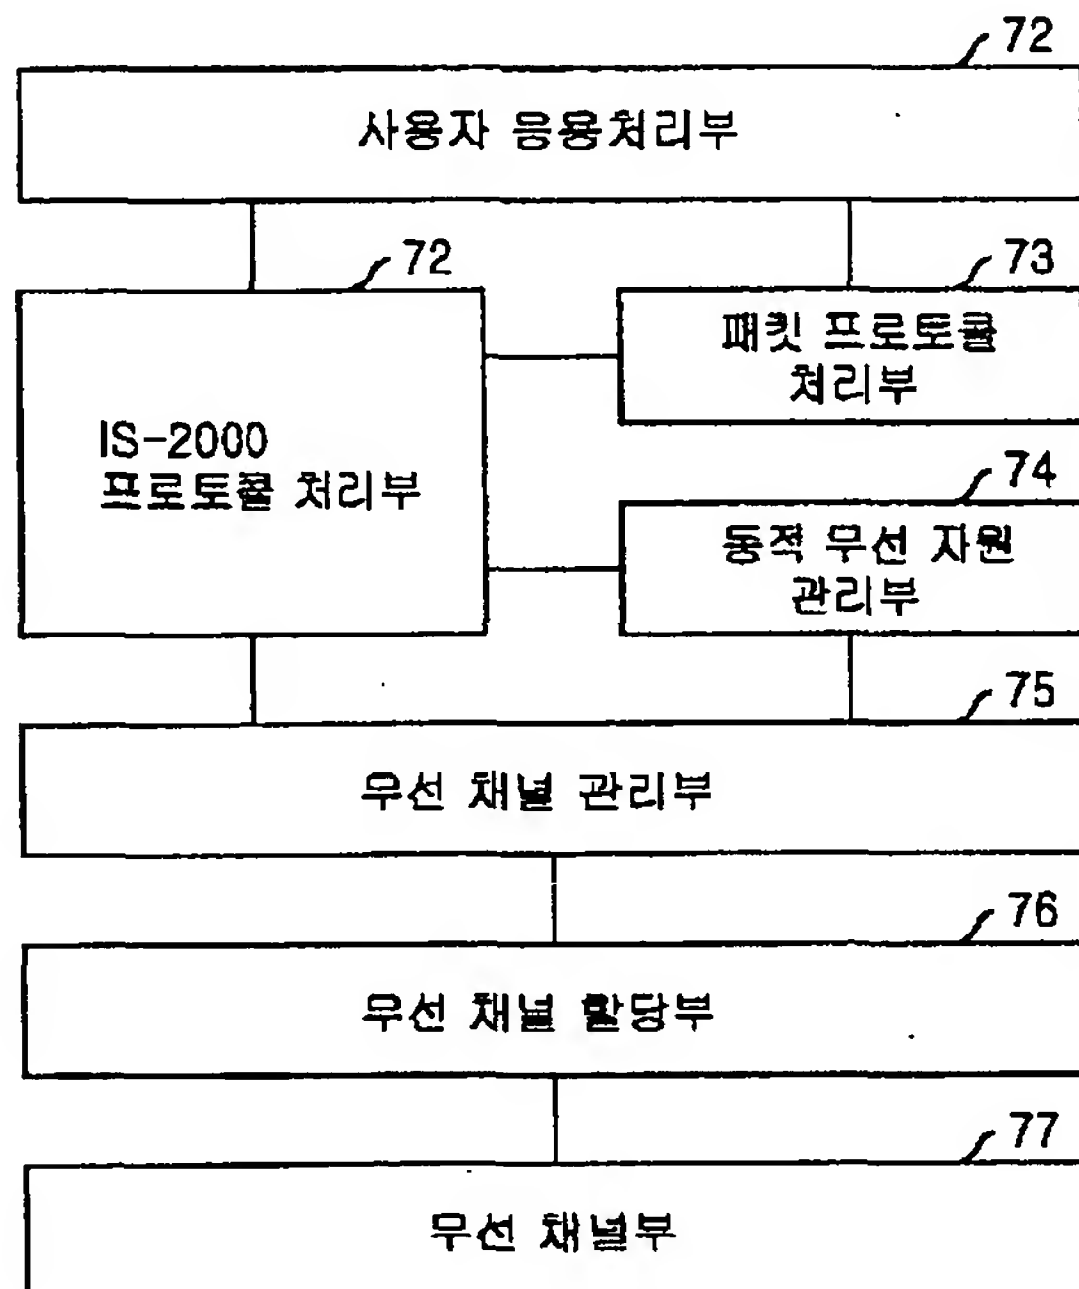 72
사용자 응용처리부
72
73
패킷 프로토콜
처리부
IS-2000
프로토콜 처리부
74
동적 무선 자원
관리부
75
무선 채널 관리부
76
무선 채널 할당부
77
무선 채널부